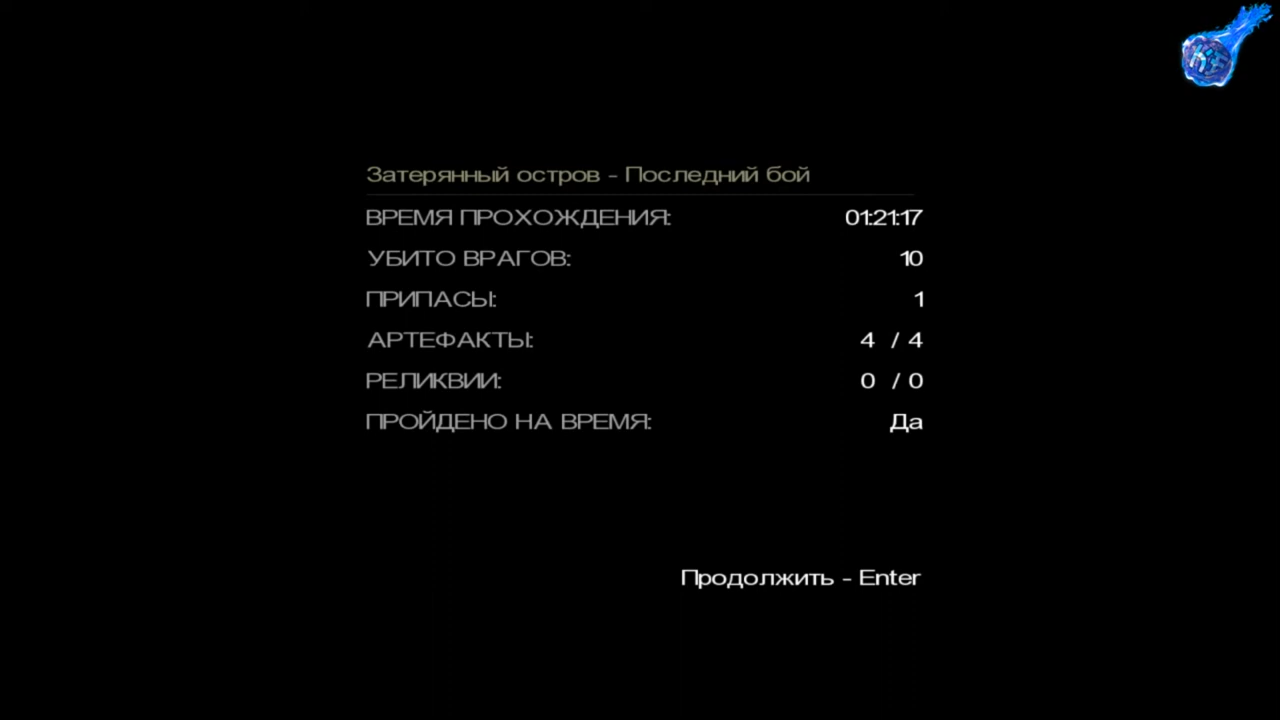 Затерянный остров - Последний бой
ВРЕМЯ ПРОХОЖДЕНИЯ: 01:21:17
УБИТО ВРАГОВ: 10
ПРИПАСЫ: 1
АРТЕФАКТЫ: 4 / 4
РЕЛИКВИИ: 0 / 0
ПРОЙДЕНО НА ВРЕМЯ: Да
Продолжить - Enter